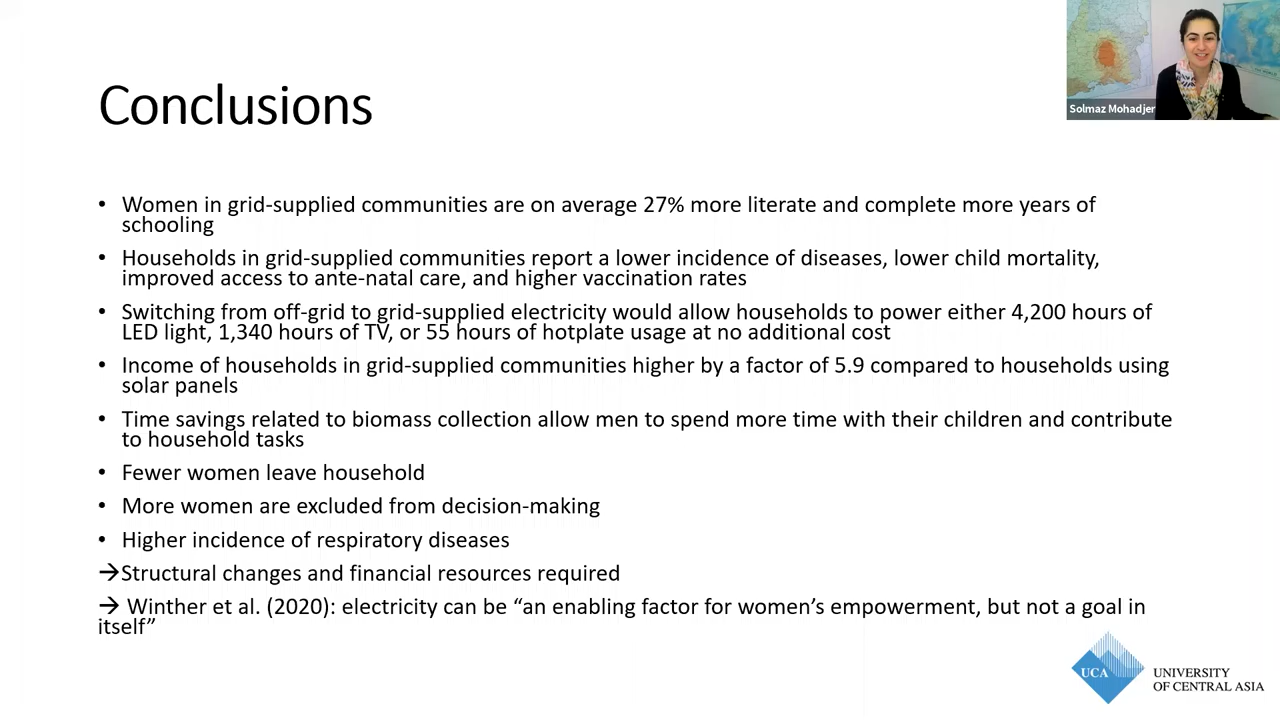 Solmaz Mohadjer
Conclusions
• Women in grid-supplied communities are on average 27% more literate and complete more years of
schooling
• Households in grid-supplied communities report a lower incidence of diseases, lower child mortality,
improved access to ante-natal care, and higher vaccination rates
• Switching from off-grid to grid-supplied electricity would allow households to power either 4,200 hours of
LED light, 1,340 hours of TV, or 55 hours of hotplate usage at no additional cost
• Income of households in grid-supplied communities higher by a factor of 5.9 compared to households using
solar panels
• Time savings related to biomass collection allow men to spend more time with their children and contribute
to household tasks
• Fewer women leave household
• More women are excluded from decision-making
• Higher incidence of respiratory diseases
→Structural changes and financial resources required
→ Winther et al. (2020): electricity can be “an enabling factor for women’s empowerment, but not a goal in
itself”
UCA
UNIVERSITY
OF CENTRAL ASIA